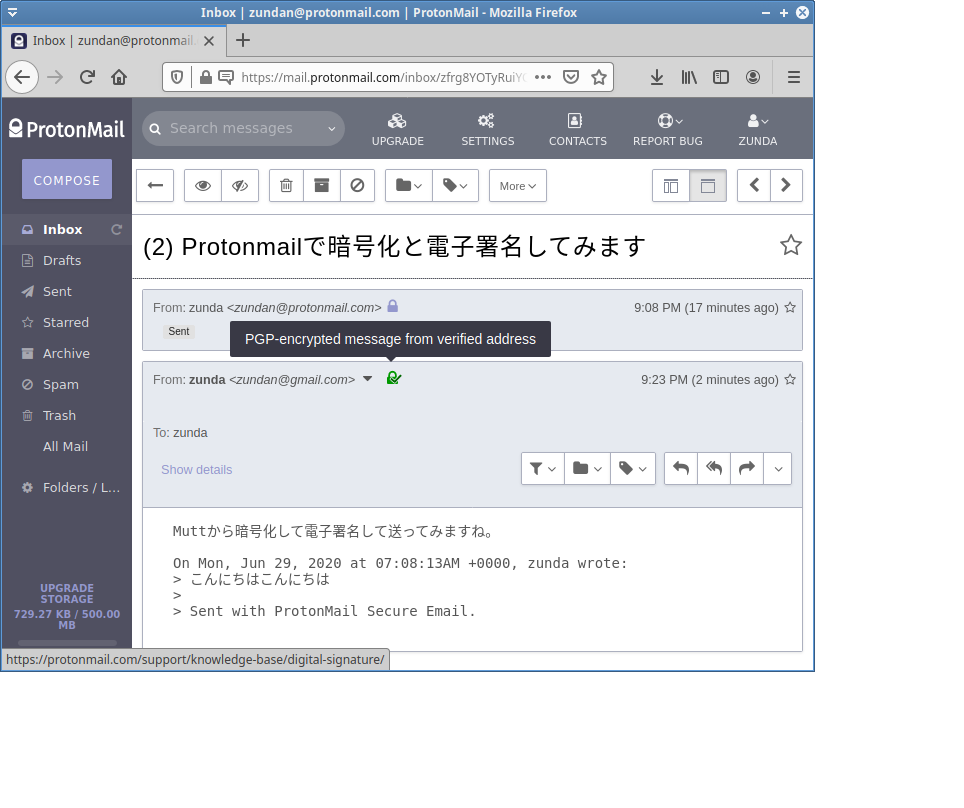 Inbox | zundan@protonmail.com | ProtonMail - Mozilla Firefox
Inbox | zundan@protonmail.
https://mail.protonmail.com/inbox/zfrg8YOTyRuiY
ProtonMail
Search messages
UPGRADE
SETTINGS
CONTACTS
REPORT BUG
ZUNDA
COMPOSE
Inbox
Drafts
Sent
Starred
Archive
Spam
Trash
All Mail
Folders / L...
UPGRADE
STORAGE
729.27 KB / 500.00
MB
More
(2) Protonmailで暗号化と電子署名してみます
From: zunda <zundan@protonmail.com>
9:08 PM (17 minutes ago)
Sent
PGP-encrypted message from verified address
From: zunda <zundan@gmail.com>
9:23 PM (2 minutes ago)
To: zunda
Show details
Muttから暗号化して電子署名して送ってみますね。
On Mon, Jun 29, 2020 at 07:08:13AM +0000, zunda wrote:
> こんにちはこんにちは
>
> Sent with ProtonMail Secure Email.
https://protonmail.com/support/knowledge-base/digital-signature/